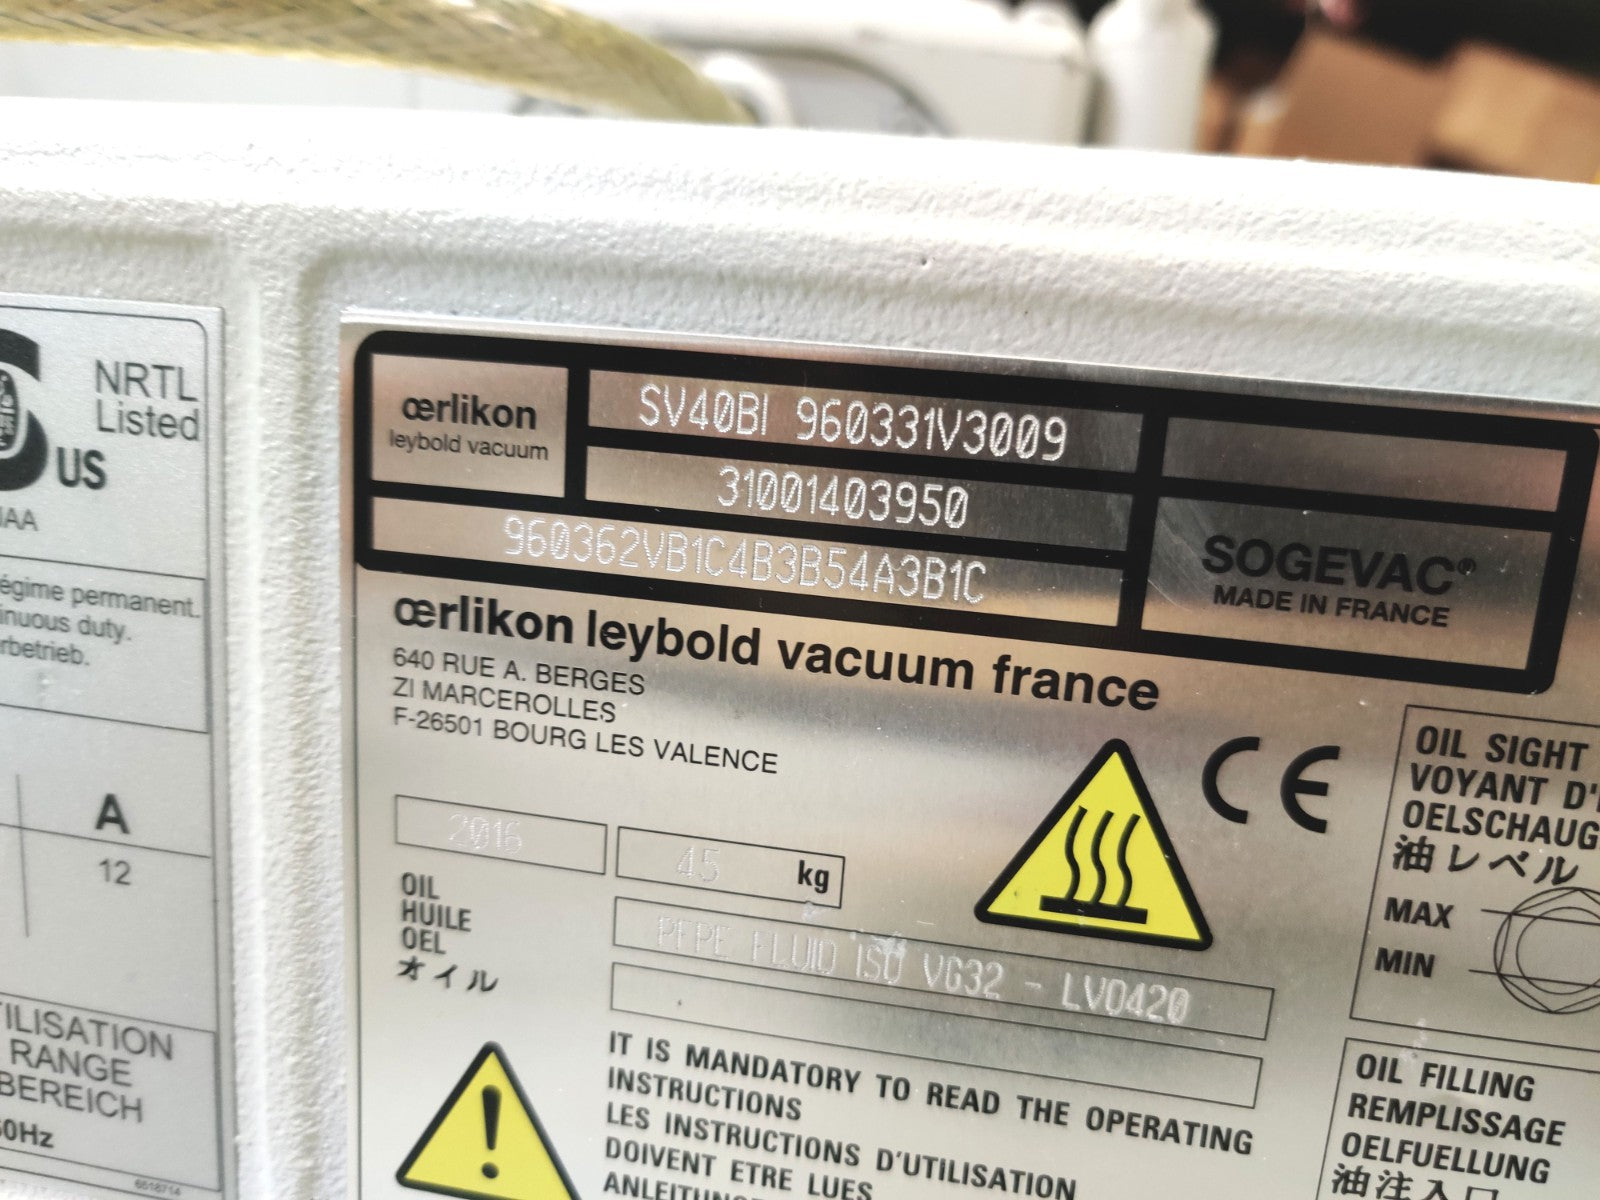 NRTL
Listed
US
égime permanent.
inuous duty.
rbetrieb.
A
12
TILISATION
RANGE
BEREICH
60Hz
6518714
œrlikon
leybold vacuum
SV40BI 960331V3009
31001403950
960362VB1C4B3B54A3B1C
SOGEVAC®
MADE IN FRANCE
œrlikon leybold vacuum france
640 RUE A. BERGES
ZI MARCEROLLES
F-26501 BOURG LES VALENCE
CE
2016
45 kg
OIL
HUILE
OEL
オイル
PFPE FLUID ISO VG32 - LVO420
IT IS MANDATORY TO READ THE OPERATING
INSTRUCTIONS
LES INSTRUCTIONS D'UTILISATION
DOIVENT ETRE LUES
OIL SIGHT
VOYANT D'
OELSCHAUG
油レベル
MAX
MIN
OIL FILLING
REMPLISSAGE
OELFUELLUNG
油注入口